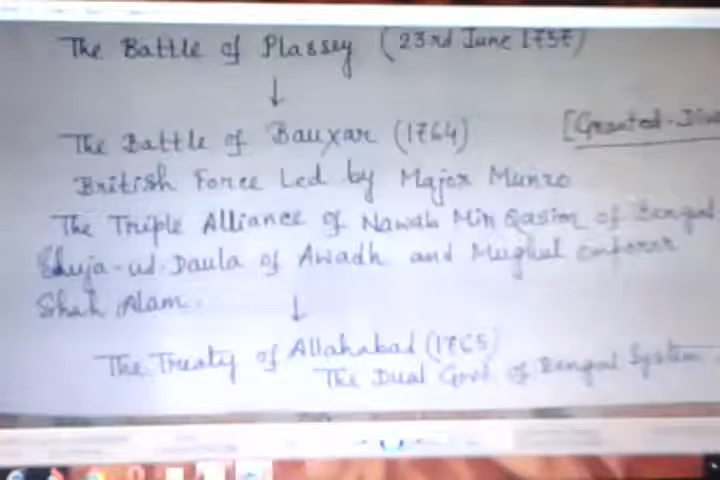 The Battle of Plassey (23rd June 1757)
↓
The Battle of Bauxar (1764) [Granted-
British Force Led by Major Munro
The Triple Alliance of Nawab Mir Qasim of Bengal
Shuja-ud-Daula of Awadh and Mughal emperor
Shah Alam.
↓
The Treaty of Allahabad (1765)
The Dual Govt of Bengal System